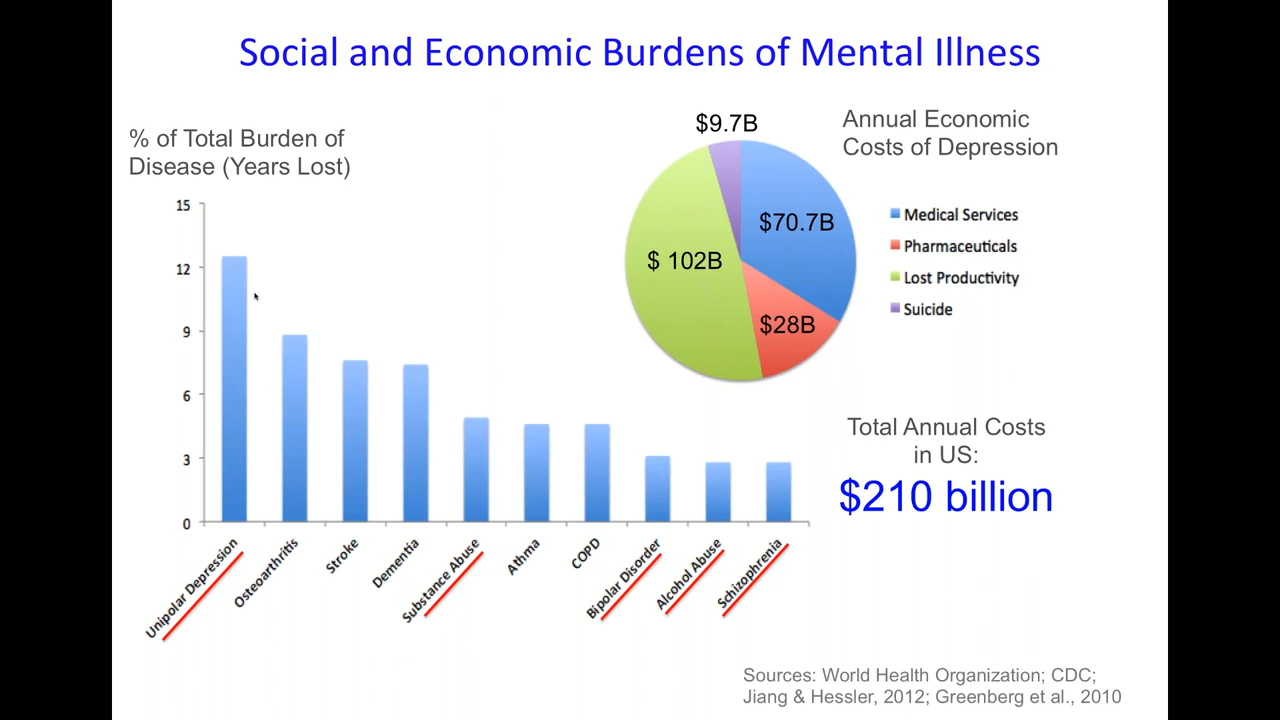 Social and Economic Burdens of Mental Illness
% of Total Burden of
Disease (Years Lost)
15
12
9
6
3
0
Unipolar Depression
Osteoarthritis
Stroke
Dementia
Substance Abuse
Athma
COPD
Bipolar Disorder
Alcohol Abuse
Schizophrenia
Annual Economic
Costs of Depression
$9.7B
$70.7B
$ 102B
$28B
Medical Services
Pharmaceuticals
Lost Productivity
Suicide
Total Annual Costs
in US:
$210 billion
Sources: World Health Organization; CDC;
Jiang & Hessler, 2012; Greenberg et al., 2010